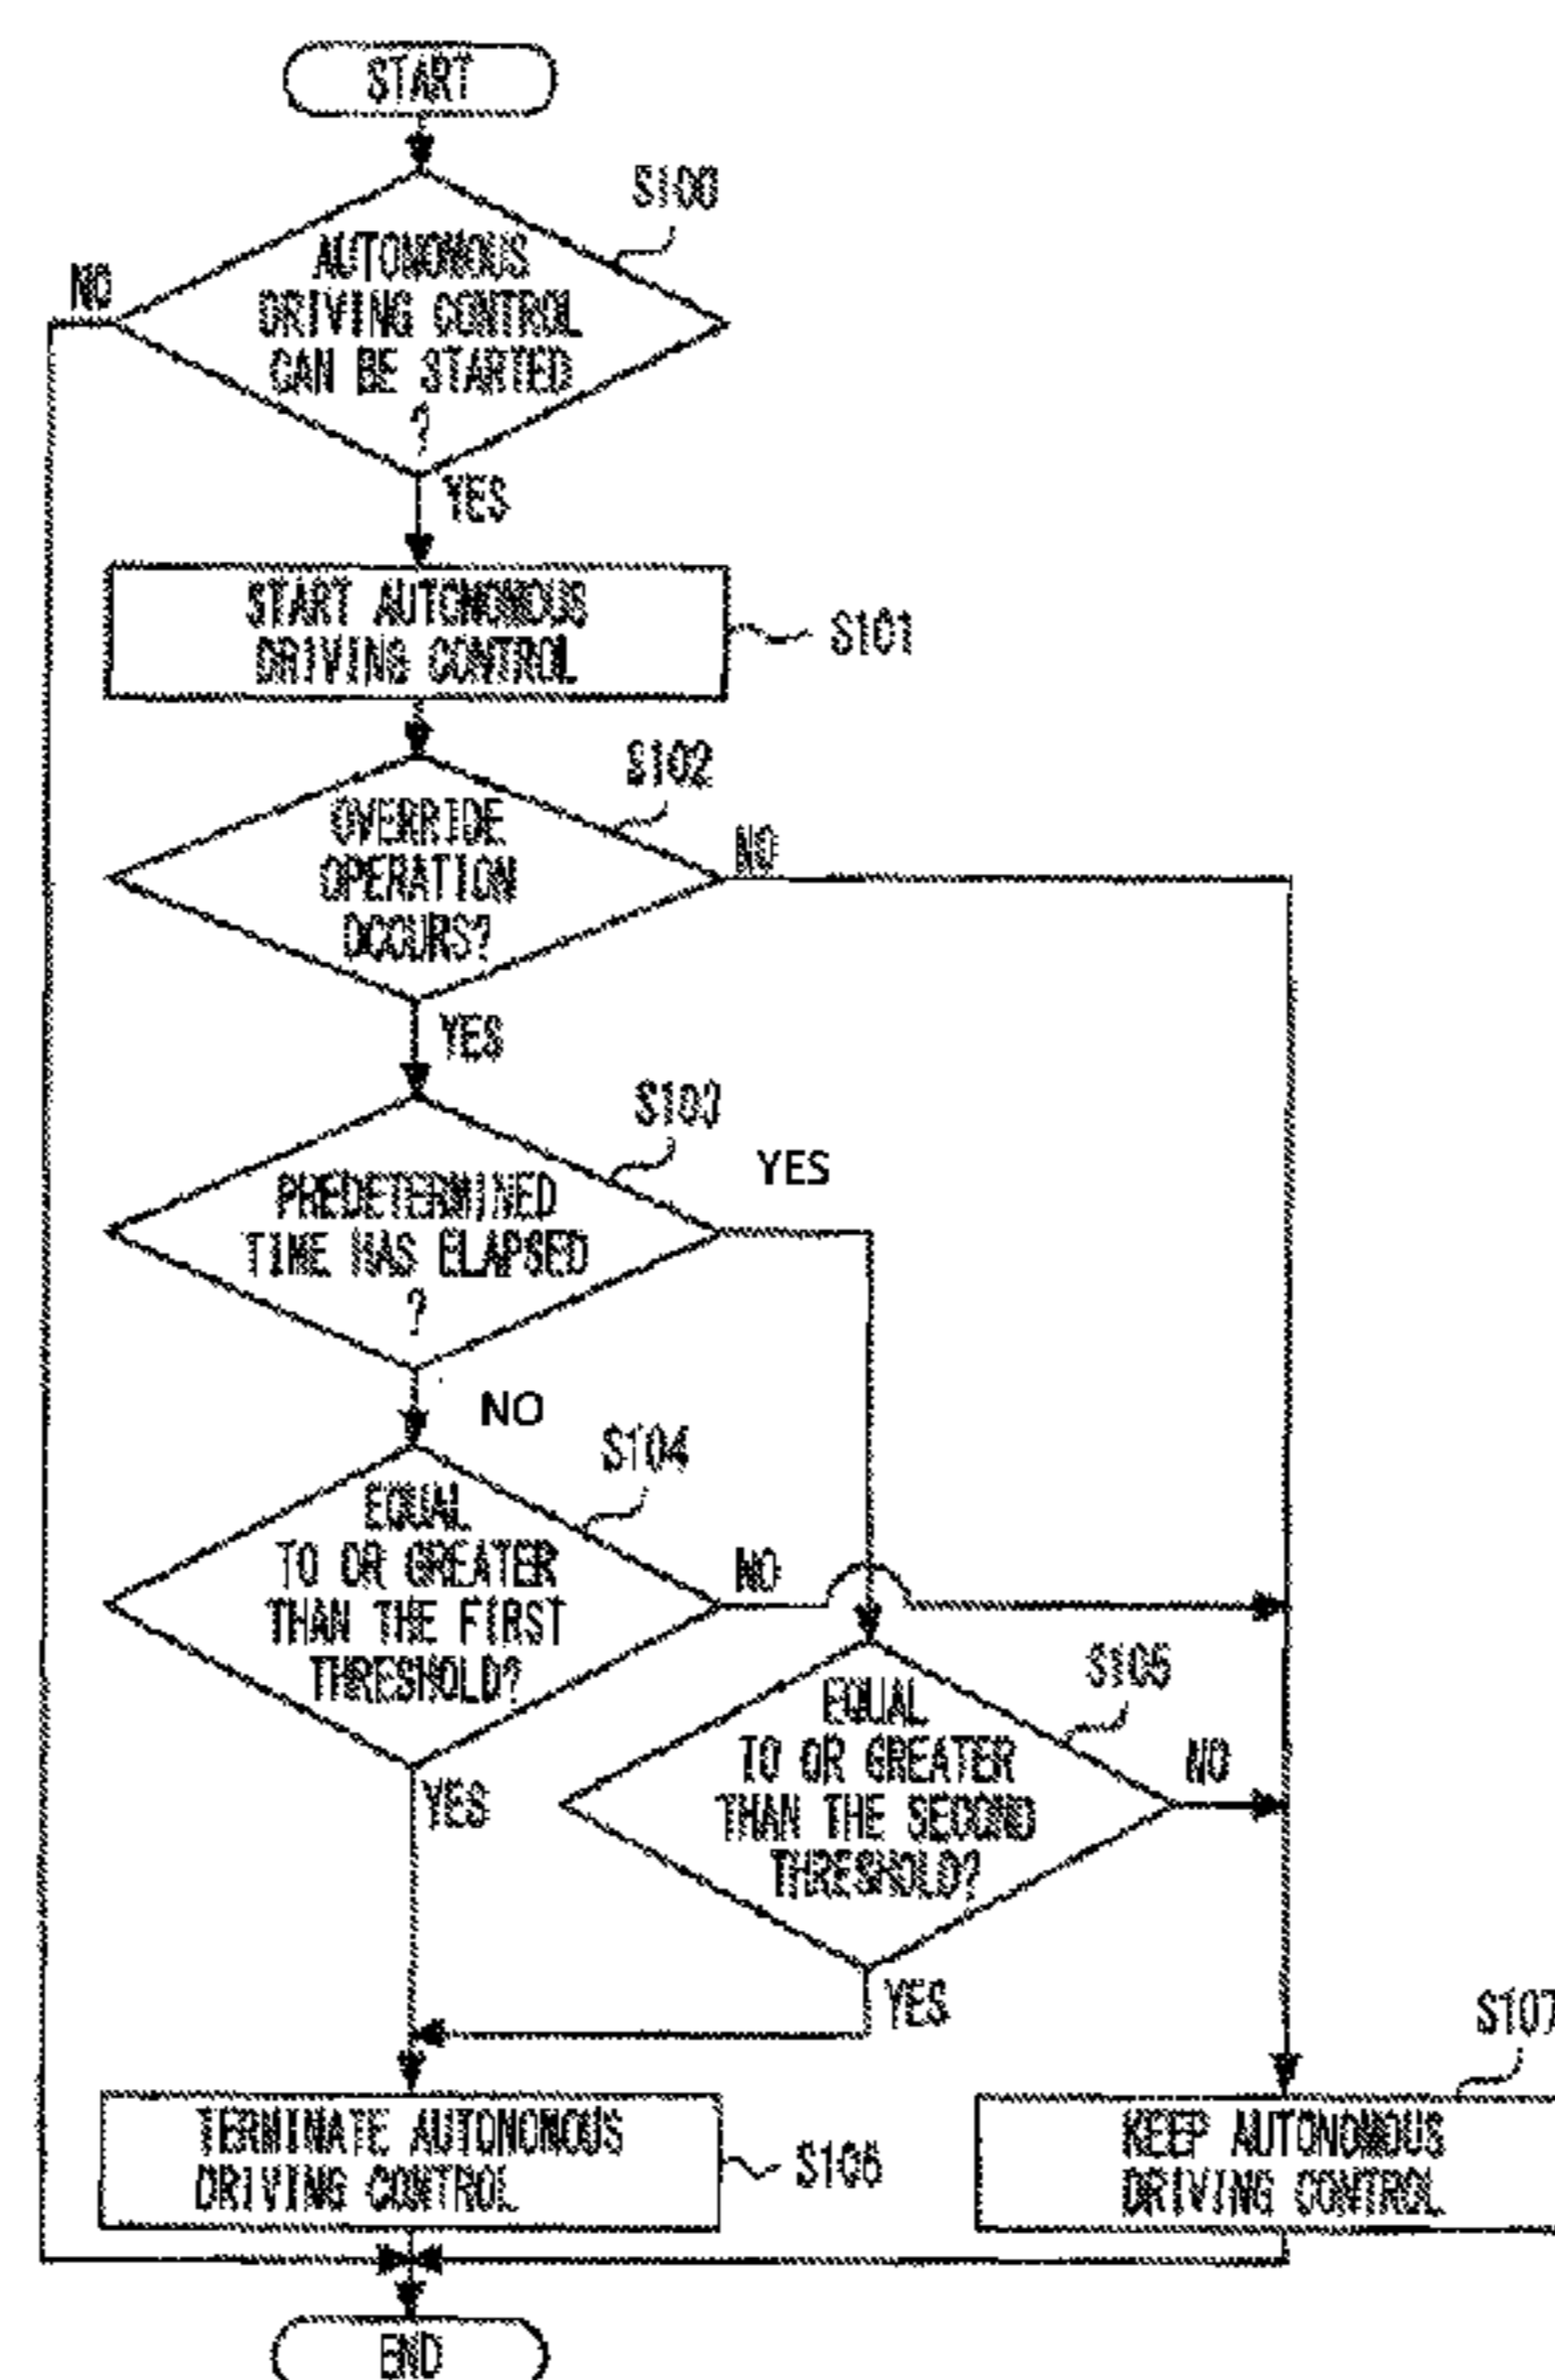 START
S100
AUTONOMOUS
DRIVING CONTROL
CAN BE STARTED
?
NO
YES
START AUTONOMOUS
DRIVING CONTROL
S101
S102
OVERRIDE
OPERATION
OCCURS?
NO
YES
S103
PREDETERMINED
TIME HAS ELAPSED
?
YES
NO
S104
EQUAL
TO OR GREATER
THAN THE FIRST
THRESHOLD?
NO
YES
S105
EQUAL
TO OR GREATER
THAN THE SECOND
THRESHOLD?
NO
YES
TERMINATE AUTONOMOUS
DRIVING CONTROL
S106
S107
KEEP AUTONOMOUS
DRIVING CONTROL
END